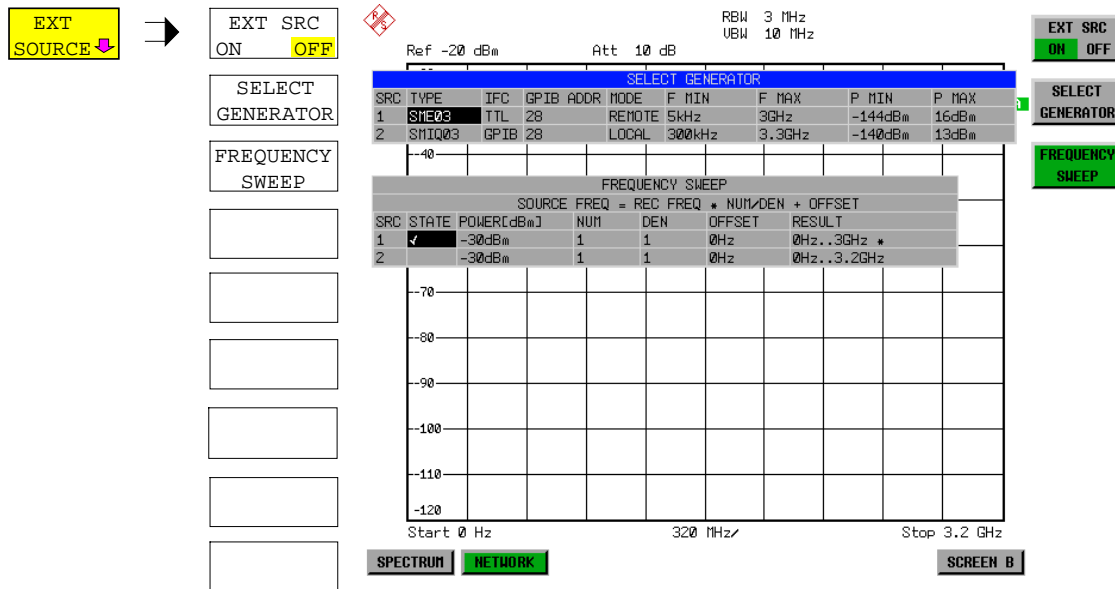 EXT
SOURCE
EXT SRC
ON OFF
SELECT
GENERATOR
FREQUENCY
SWEEP
R S
RBW 3 MHz
VBW 10 MHz
Ref -20 dBm Att 10 dB
SELECT GENERATOR
SRC TYPE IFC GPIB ADDR MODE F MIN F MAX P MIN P MAX
1 SME03 TTL 28 REMOTE 5kHz 3GHz -144dBm 16dBm
2 SMIQ03 GPIB 28 LOCAL 300kHz 3.3GHz -140dBm 13dBm
-40
FREQUENCY SWEEP
SOURCE FREQ = REC FREQ * NUM/DEN + OFFSET
SRC STATE POWER[dBm] NUM DEN OFFSET RESULT
1 ✓ -30dBm 1 1 0Hz 0Hz..3GHz *
2 -30dBm 1 1 0Hz 0Hz..3.2GHz
-70
-80
-90
-100
-110
-120
Start 0 Hz 320 MHz/ Stop 3.2 GHz
SPECTRUM NETWORK SCREEN B
EXT SRC
ON OFF
SELECT
GENERATOR
FREQUENCY
SWEEP